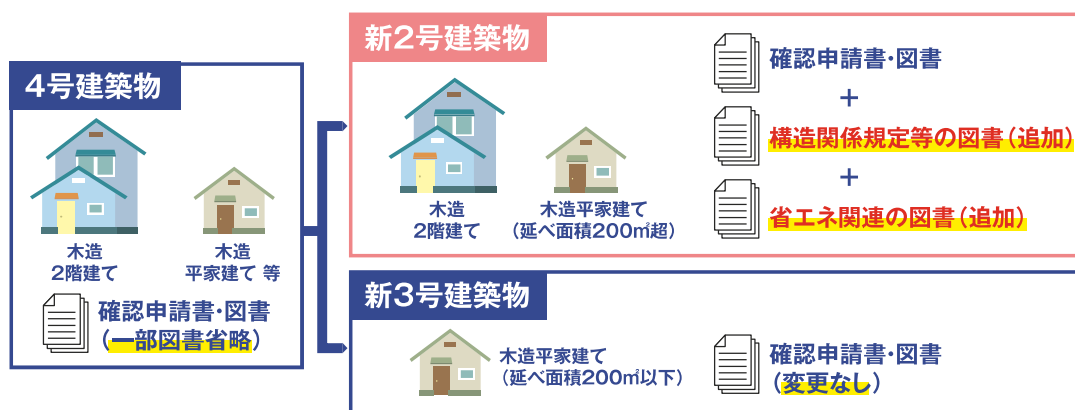 4号建築物
木造
2階建て
木造
平家建て 等
確認申請書・図書
(一部図書省略)
新2号建築物
木造
2階建て
木造平家建て
(延べ面積200㎡超)
確認申請書・図書
+
構造関係規定等の図書(追加)
+
省エネ関連の図書(追加)
新3号建築物
木造平家建て
(延べ面積200㎡以下)
確認申請書・図書
(変更なし)